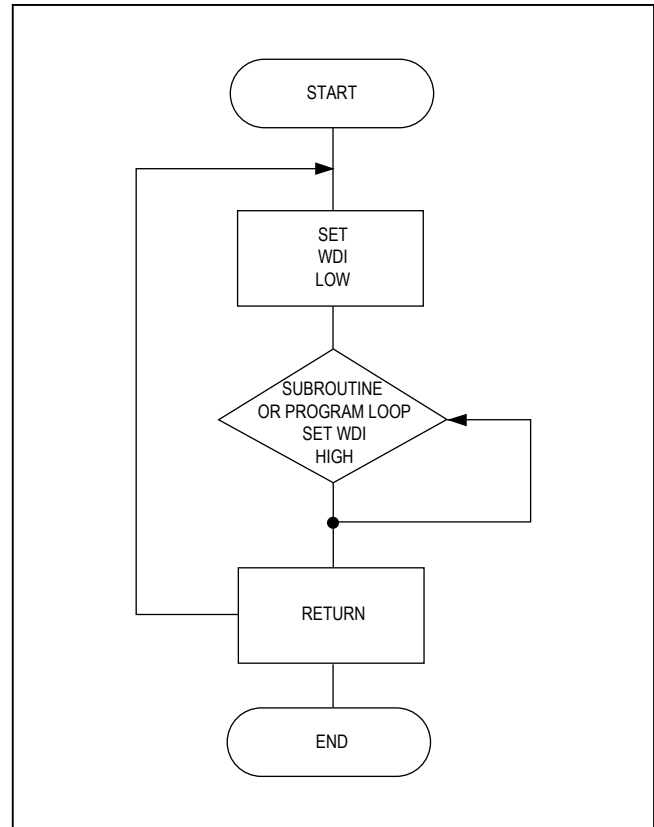 START
SET
WDI
LOW
SUBROUTINE
OR PROGRAM LOOP
SET WDI
HIGH
RETURN
END